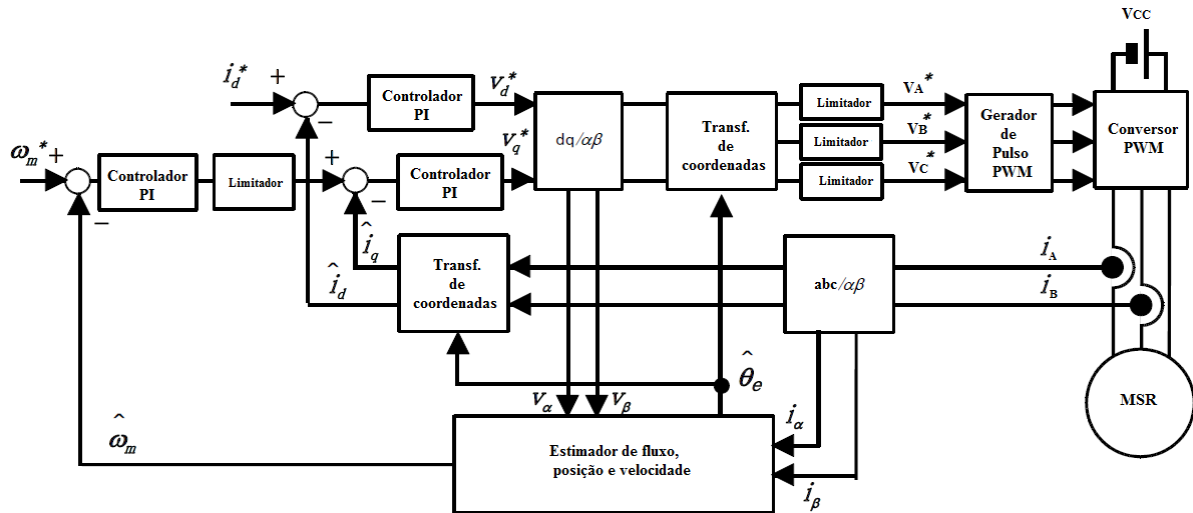 Vcc
i_d* +
−
Controlador
PI
v_d*
dq/αβ
Transf.
de
coordenadas
Limitador
V_A*
Limitador
V_B*
Limitador
V_C*
Gerador
de
Pulso
PWM
Conversor
PWM
ω_m* +
−
Controlador
PI
Limitador
+
−
Controlador
PI
v_q*
î_q
î_d
Transf.
de
coordenadas
abc/αβ
i_A
i_B
θ̂_e
v_α
v_β
i_α
i_β
ω̂_m
Estimador de fluxo,
posição e velocidade
MSR